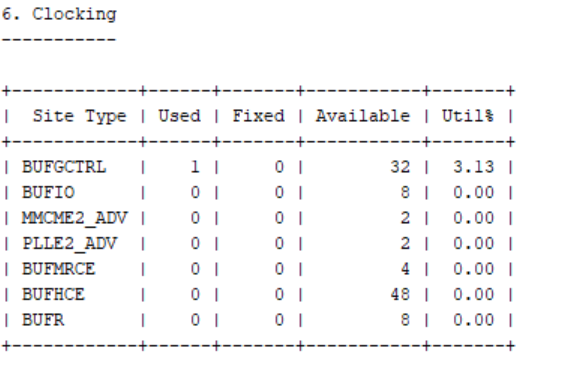 6. Clocking
-----------
+-------------+------+-------+-----------+-------+
|  Site Type  | Used | Fixed | Available | Util% |
+-------------+------+-------+-----------+-------+
| BUFGCTRL    |    1 |     0 |        32 |  3.13 |
| BUFIO       |    0 |     0 |         8 |  0.00 |
| MMCME2_ADV  |    0 |     0 |         2 |  0.00 |
| PLLE2_ADV   |    0 |     0 |         2 |  0.00 |
| BUFMRCE     |    0 |     0 |         4 |  0.00 |
| BUFHCE      |    0 |     0 |        48 |  0.00 |
| BUFR        |    0 |     0 |         8 |  0.00 |
+-------------+------+-------+-----------+-------+